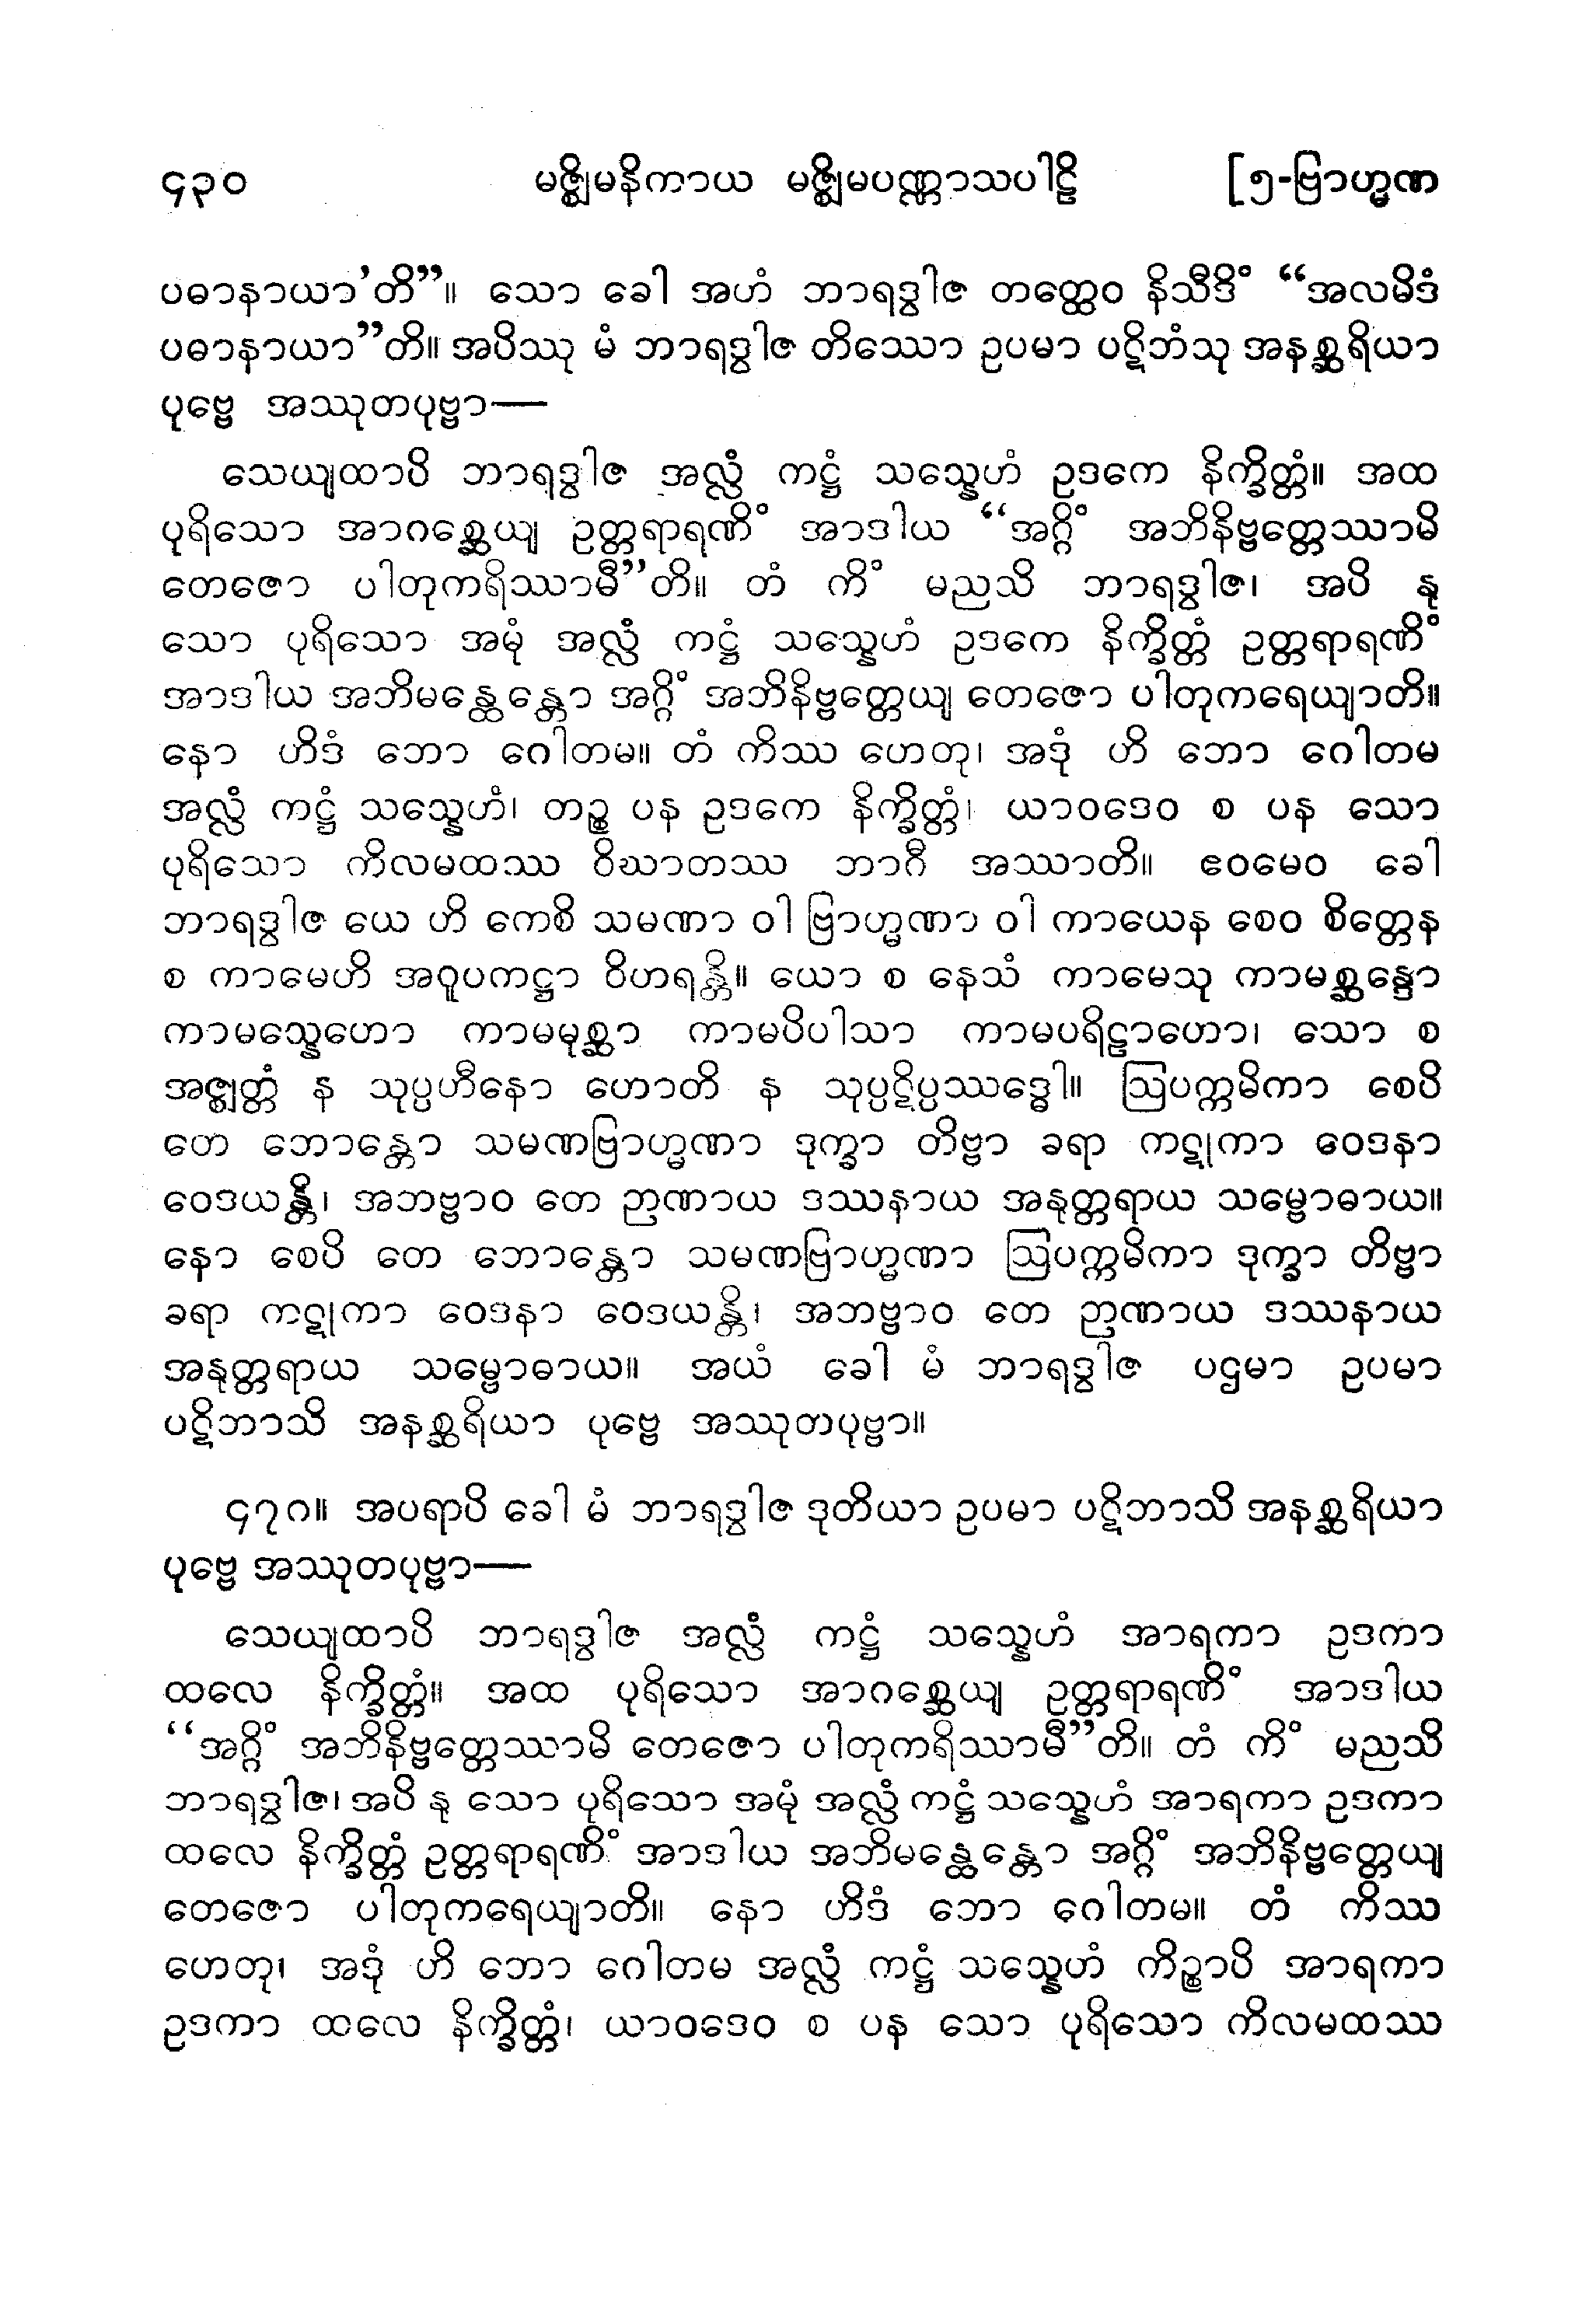 ၄၃၀ မဇ္ဈိမနိကာယ မဇ္ဈိမပဏ္ဏာသပါဠိ [၅-ဗြာဟ္မဏ
ပဓာနာယာ’တိ”။ သော ခေါ အဟံ ဘာရဒွါဇ တတ္ထေဝ နိသီဒိံ “အလမိဒံ
ပဓာနာယာ”တိ။ အပိဿု မံ ဘာရဒွါဇ တိဿော ဥပမာ ပဋိဘံသု အနစ္ဆရိယာ
ပုဗ္ဗေ အဿုတပုဗ္ဗာ—
သေယျထာပိ ဘာရဒွါဇ အလ္လံ ကဋ္ဌံ သသ္နေဟံ ဥဒကေ နိက္ခိတ္တံ။ အထ
ပုရိသော အာဂစ္ဆေယျ ဥတ္တရာရဏိံ အာဒါယ “အဂ္ဂိံ အဘိနိဗ္ဗတ္တေဿာမိ
တေဇော ပါတုကရိဿာမီ”တိ။ တံ ကိံ မညသိ ဘာရဒွါဇ၊ အပိ နု
သော ပုရိသော အမုံ အလ္လံ ကဋ္ဌံ သသ္နေဟံ ဥဒကေ နိက္ခိတ္တံ ဥတ္တရာရဏိံ
အာဒါယ အဘိမန္ထေန္တော အဂ္ဂိံ အဘိနိဗ္ဗတ္တေယျ တေဇော ပါတုကရေယျာတိ။
နော ဟိဒံ ဘော ဂေါတမ။ တံ ကိဿ ဟေတု၊ အဒုံ ဟိ ဘော ဂေါတမ
အလ္လံ ကဋ္ဌံ သသ္နေဟံ၊ တဉ္စ ပန ဥဒကေ နိက္ခိတ္တံ၊ ယာဝဒေဝ စ ပန သော
ပုရိသော ကိလမထဿ ဝိဃာတဿ ဘာဂီ အဿာတိ။ ဧဝမေဝ ခေါ
ဘာရဒွါဇ ယေ ဟိ ကေစိ သမဏာ ဝါ ဗြာဟ္မဏာ ဝါ ကာယေန စေဝ စိတ္တေန
စ ကာမေဟိ အဝူပကဋ္ဌာ ဝိဟရန္တိ။ ယော စ နေသံ ကာမေသု ကာမစ္ဆန္ဒော
ကာမသ္နေဟော ကာမမုစ္ဆာ ကာမပိပါသာ ကာမပရိဠာဟော၊ သော စ
အဇ္ဈတ္တံ န သုပ္ပဟီနော ဟောတိ န သုပ္ပဋိပ္ပဿဒ္ဓေါ။ ဩပက္ကမိကာ စေပိ
တေ ဘောန္တော သမဏဗြာဟ္မဏာ ဒုက္ခာ တိဗ္ဗာ ခရာ ကဋုကာ ဝေဒနာ
ဝေဒယန္တိ၊ အဘဗ္ဗာဝ တေ ဉာဏာယ ဒဿနာယ အနုတ္တရာယ သမ္ဗောဓာယ။
နော စေပိ တေ ဘောန္တော သမဏဗြာဟ္မဏာ ဩပက္ကမိကာ ဒုက္ခာ တိဗ္ဗာ
ခရာ ကဋုကာ ဝေဒနာ ဝေဒယန္တိ၊ အဘဗ္ဗာဝ တေ ဉာဏာယ ဒဿနာယ
အနုတ္တရာယ သမ္ဗောဓာယ။ အယံ ခေါ မံ ဘာရဒွါဇ ပဌမာ ဥပမာ
ပဋိဘာသိ အနစ္ဆရိယာ ပုဗ္ဗေ အဿုတပုဗ္ဗာ။
၄၇၈။ အပရာပိ ခေါ မံ ဘာရဒွါဇ ဒုတိယာ ဥပမာ ပဋိဘာသိ အနစ္ဆရိယာ
ပုဗ္ဗေ အဿုတပုဗ္ဗာ—
သေယျထာပိ ဘာရဒွါဇ အလ္လံ ကဋ္ဌံ သသ္နေဟံ အာရကာ ဥဒကာ
ထလေ နိက္ခိတ္တံ။ အထ ပုရိသော အာဂစ္ဆေယျ ဥတ္တရာရဏိံ အာဒါယ
“အဂ္ဂိံ အဘိနိဗ္ဗတ္တေဿာမိ တေဇော ပါတုကရိဿာမီ”တိ။ တံ ကိံ မညသိ
ဘာရဒွါဇ၊ အပိ နု သော ပုရိသော အမုံ အလ္လံ ကဋ္ဌံ သသ္နေဟံ အာရကာ ဥဒကာ
ထလေ နိက္ခိတ္တံ ဥတ္တရာရဏိံ အာဒါယ အဘိမန္ထေန္တော အဂ္ဂိံ အဘိနိဗ္ဗတ္တေယျ
တေဇော ပါတုကရေယျာတိ။ နော ဟိဒံ ဘော ဂေါတမ။ တံ ကိဿ
ဟေတု၊ အဒုံ ဟိ ဘော ဂေါတမ အလ္လံ ကဋ္ဌံ သသ္နေဟံ ကိဉ္စာပိ အာရကာ
ဥဒကာ ထလေ နိက္ခိတ္တံ၊ ယာဝဒေဝ စ ပန သော ပုရိသော ကိလမထဿ